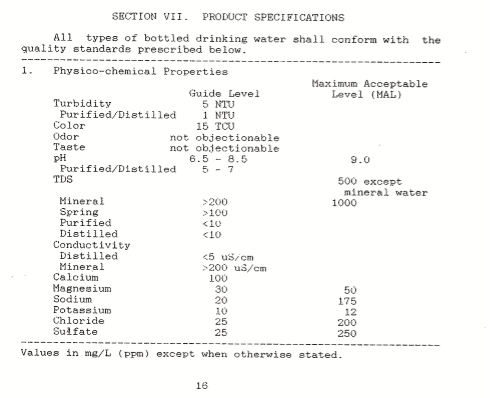 SECTION VII. PRODUCT SPECIFICATIONS
All types of bottled drinking water shall conform with the
quality standards prescribed below.
1. Physico-chemical Properties
Maximum Acceptable
Guide Level Level (MAL)
Turbidity 5 NTU
Purified/Distilled 1 NTU
Color 15 TCU
Odor not objectionable
Taste not objectionable
pH 6.5 - 8.5 9.0
Purified/Distilled 5 - 7
TDS 500 except
mineral water
Mineral >200 1000
Spring >100
Purified <10
Distilled <10
Conductivity
Distilled <5 uS/cm
Mineral >200 uS/cm
Calcium 100
Magnesium 30 50
Sodium 20 175
Potassium 10 12
Chloride 25 200
Sulfate 25 250
Values in mg/L (ppm) except when otherwise stated.
16